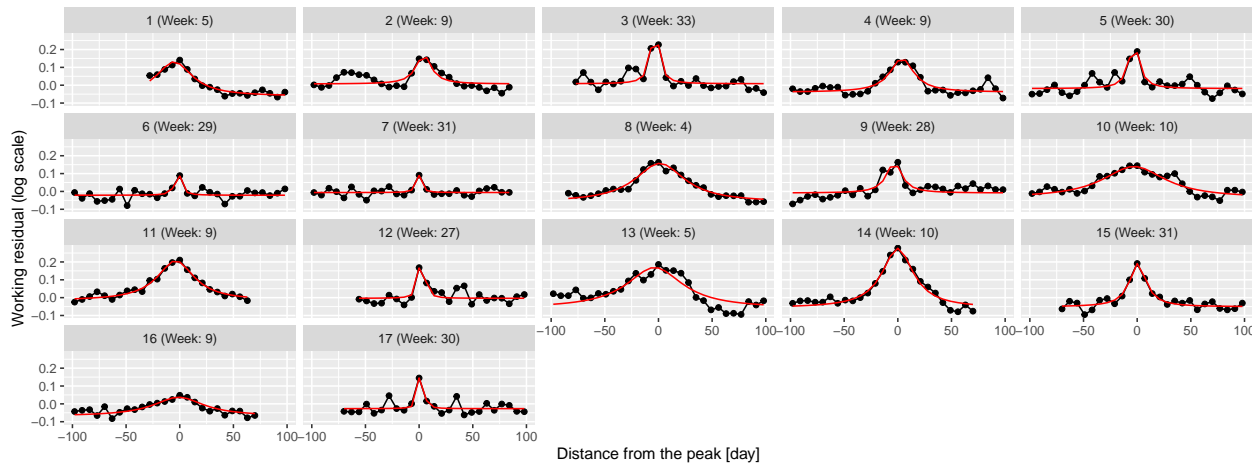 1 (Week: 5) 2 (Week: 9) 3 (Week: 33) 4 (Week: 9) 5 (Week: 30)
0.2
0.1
0.0
−0.1
6 (Week: 29) 7 (Week: 31) 8 (Week: 4) 9 (Week: 28) 10 (Week: 10)
0.2
0.1
0.0
−0.1
11 (Week: 9) 12 (Week: 27) 13 (Week: 5) 14 (Week: 10) 15 (Week: 31)
0.2
0.1
0.0
−0.1
−100 −50 0 50 100 −100 −50 0 50 100 −100 −50 0 50 100
16 (Week: 9) 17 (Week: 30)
0.2
0.1
0.0
−0.1
−100 −50 0 50 100 −100 −50 0 50 100
Distance from the peak [day]
Working residual (log scale)